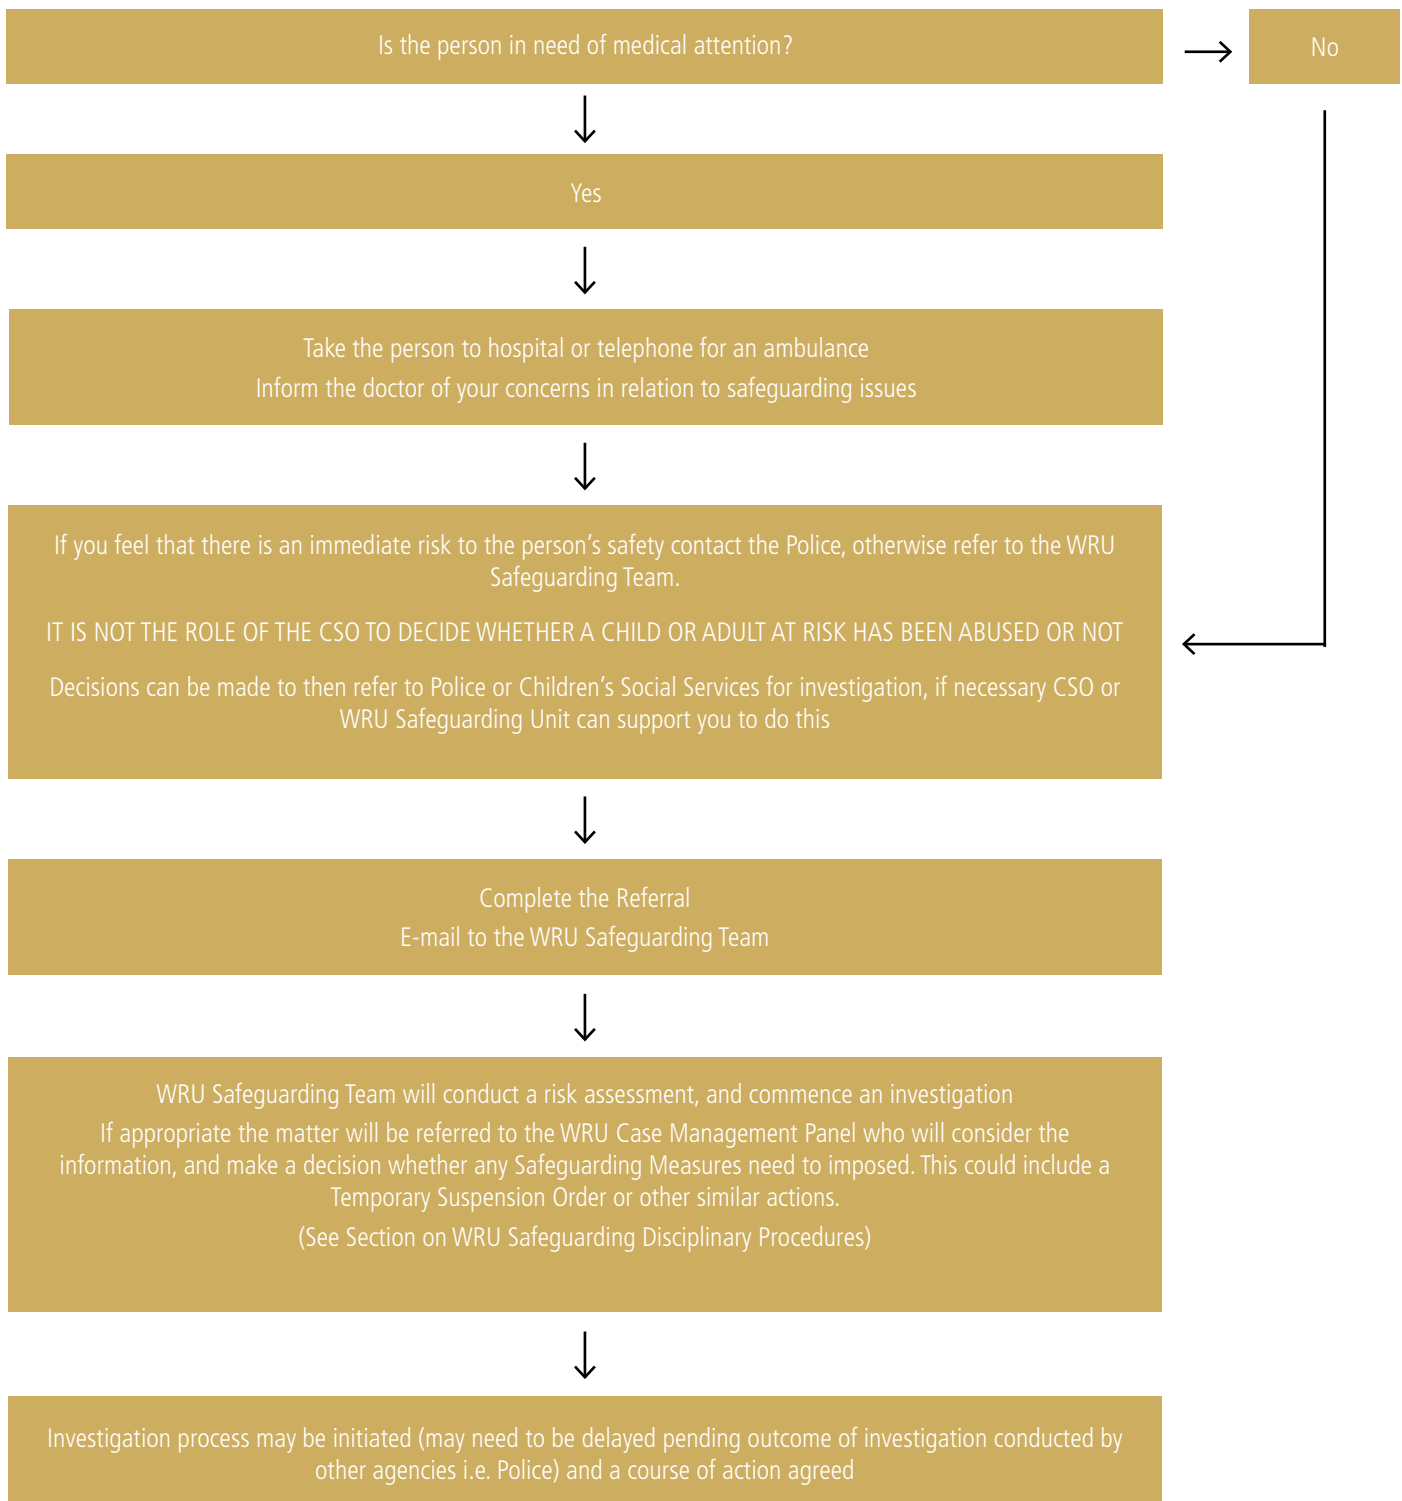 Is the person in need of medical attention?
No
Yes
Take the person to hospital or telephone for an ambulance
Inform the doctor of your concerns in relation to safeguarding issues
If you feel that there is an immediate risk to the person’s safety contact the Police, otherwise refer to the WRU
Safeguarding Team.
IT IS NOT THE ROLE OF THE CSO TO DECIDE WHETHER A CHILD OR ADULT AT RISK HAS BEEN ABUSED OR NOT
Decisions can be made to then refer to Police or Children’s Social Services for investigation, if necessary CSO or
WRU Safeguarding Unit can support you to do this
Complete the Referral
E-mail to the WRU Safeguarding Team
WRU Safeguarding Team will conduct a risk assessment, and commence an investigation
If appropriate the matter will be referred to the WRU Case Management Panel who will consider the
information, and make a decision whether any Safeguarding Measures need to imposed. This could include a
Temporary Suspension Order or other similar actions.
(See Section on WRU Safeguarding Disciplinary Procedures)
Investigation process may be initiated (may need to be delayed pending outcome of investigation conducted by
other agencies i.e. Police) and a course of action agreed